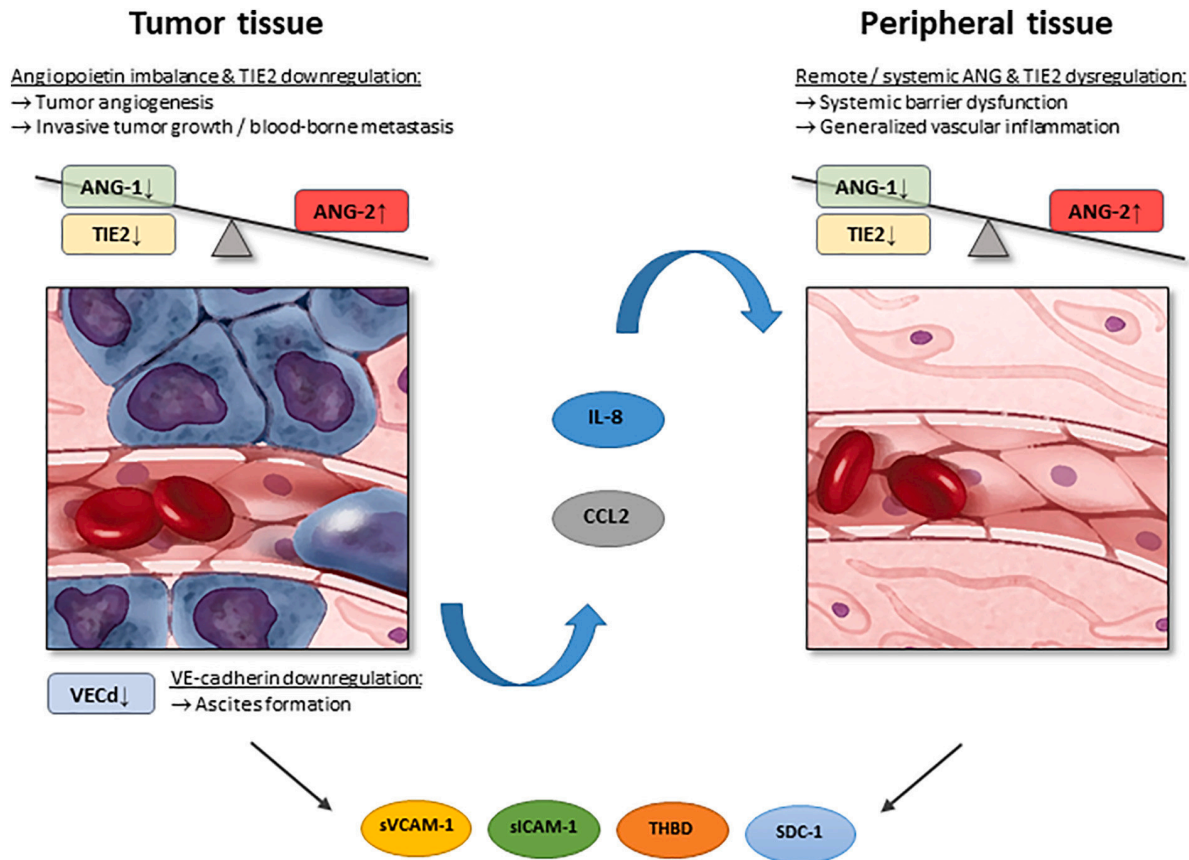 Tumor tissue
Angiopoietin imbalance & TIE2 downregulation:
→ Tumor angiogenesis
→ Invasive tumor growth / blood-borne metastasis
ANG-1↓
TIE2↓
ANG-2↑
Peripheral tissue
Remote / systemic ANG & TIE2 dysregulation:
→ Systemic barrier dysfunction
→ Generalized vascular inflammation
ANG-1↓
TIE2↓
ANG-2↑
IL-8
CCL2
VECd↓
VE-cadherin downregulation:
→ Ascites formation
sVCAM-1
sICAM-1
THBD
SDC-1